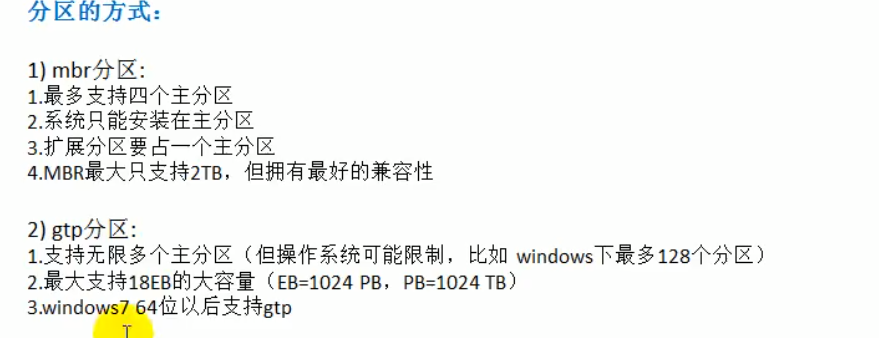 分区的方式：
1) mbr分区:
1.最多支持四个主分区
2.系统只能安装在主分区
3.扩展分区要占一个主分区
4.MBR最大只支持2TB，但拥有最好的兼容性
2) gtp分区:
1.支持无限多个主分区（但操作系统可能限制，比如 windows下最多128个分区）
2.最大支持18EB的大容量（EB=1024 PB，PB=1024 TB）
3.windows7 64位以后支持gtp